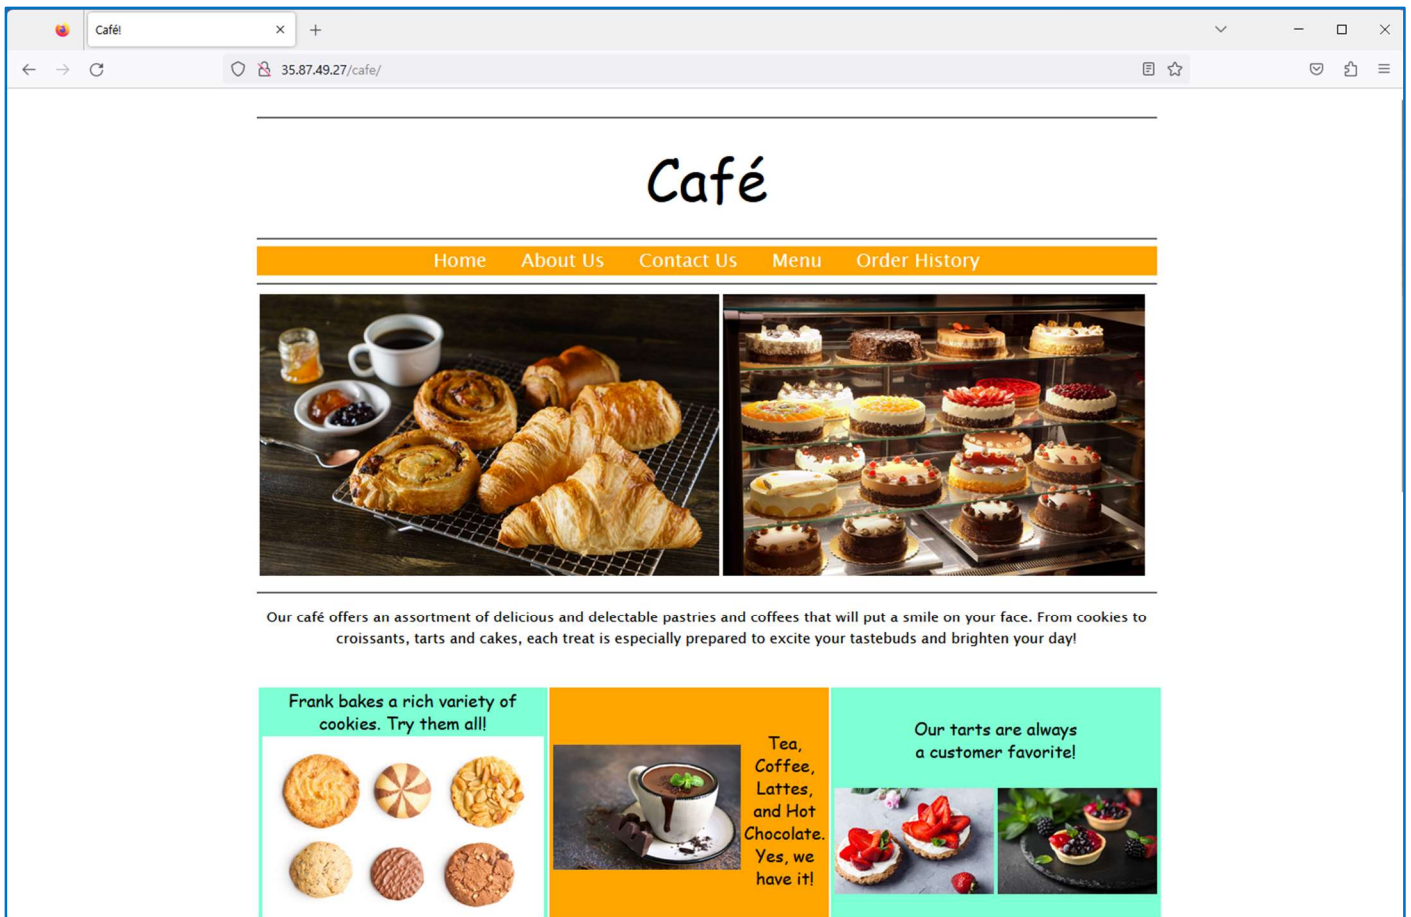 Café!
35.87.49.27/cafe/
Café
Home About Us Contact Us Menu Order History
Our café offers an assortment of delicious and delectable pastries and coffees that will put a smile on your face. From cookies to
croissants, tarts and cakes, each treat is especially prepared to excite your tastebuds and brighten your day!
Frank bakes a rich variety of
cookies. Try them all!
Tea,
Coffee,
Lattes,
and Hot
Chocolate.
Yes, we
have it!
Our tarts are always
a customer favorite!